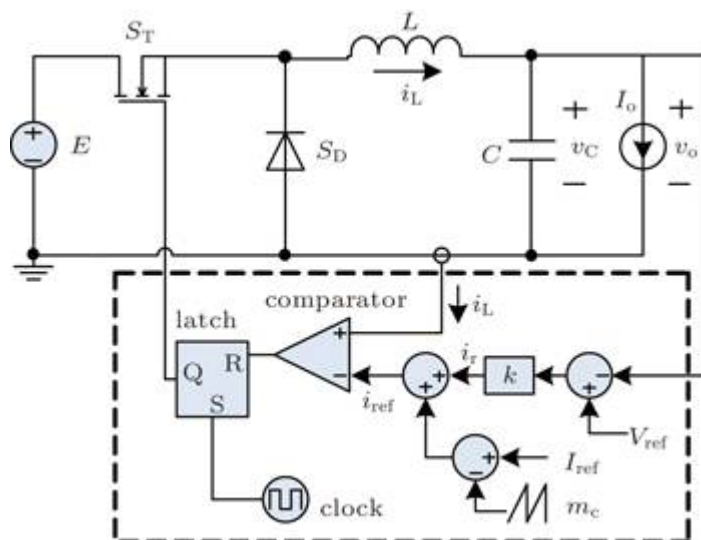 S_T
L
i_L
I_o
E
S_D
C
v_C
v_o
+
−
+
−
+
−
comparator
i_L
latch
Q
R
S
+
−
i_ref
+
+
i_r
k
−
+
V_ref
+
−
I_ref
m_c
clock